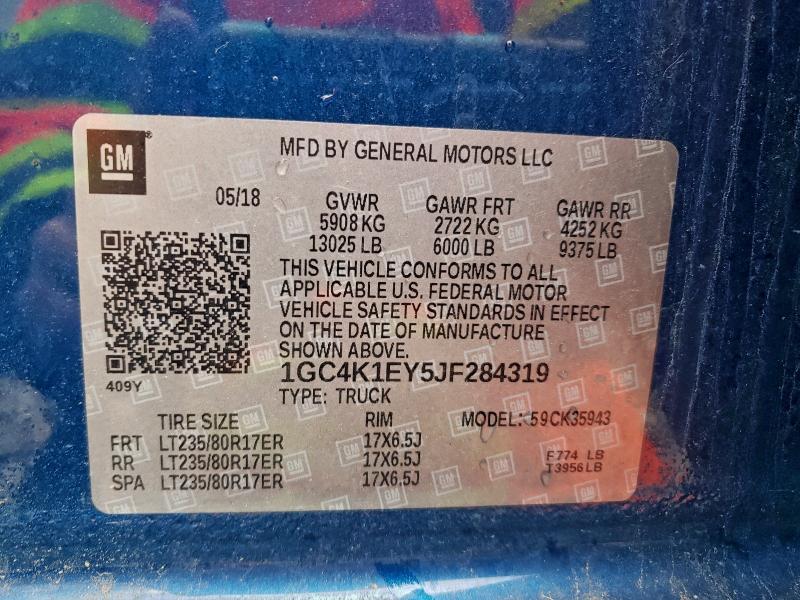 GM
MFD BY GENERAL MOTORS LLC
05/18
GVWR GAWR FRT GAWR RR
5908 KG 2722 KG 4252 KG
13025 LB 6000 LB 9375 LB
THIS VEHICLE CONFORMS TO ALL
APPLICABLE U.S. FEDERAL MOTOR
VEHICLE SAFETY STANDARDS IN EFFECT
ON THE DATE OF MANUFACTURE
SHOWN ABOVE.
409Y
1GC4K1EY5JF284319
TYPE: TRUCK
TIRE SIZE RIM MODEL: 59CK35943
FRT LT235/80R17ER 17X6.5J
RR LT235/80R17ER 17X6.5J F774 LB
SPA LT235/80R17ER 17X6.5J T3956 LB